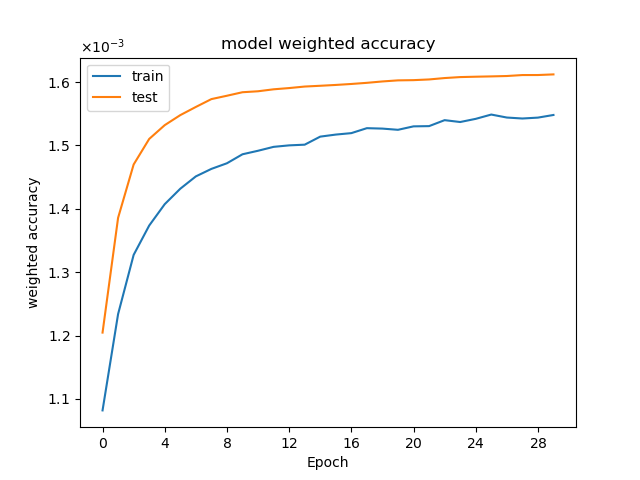 model weighted accuracy
×10⁻³
train
test
1.6
1.5
1.4
1.3
1.2
1.1
weighted accuracy
0 4 8 12 16 20 24 28
Epoch